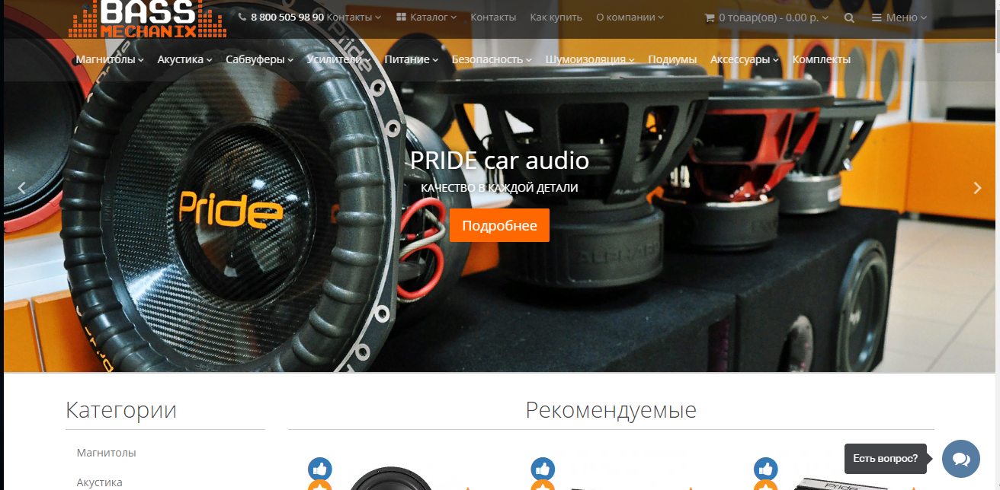 BASS
MECHANIX
8 800 505 98 90 Контакты Каталог Контакты Как купить О компании 0 товар(ов) - 0.00 р. Меню
Магнитолы Акустика Сабвуферы Усилители Питание Безопасность Шумоизоляция Подиумы Аксессуары Комплекты
Pride
PRIDE car audio
КАЧЕСТВО В КАЖДОЙ ДЕТАЛИ
Pride
Подробнее
Категории
Рекомендуемые
Магнитолы
Есть вопрос?
Акустика
Pride